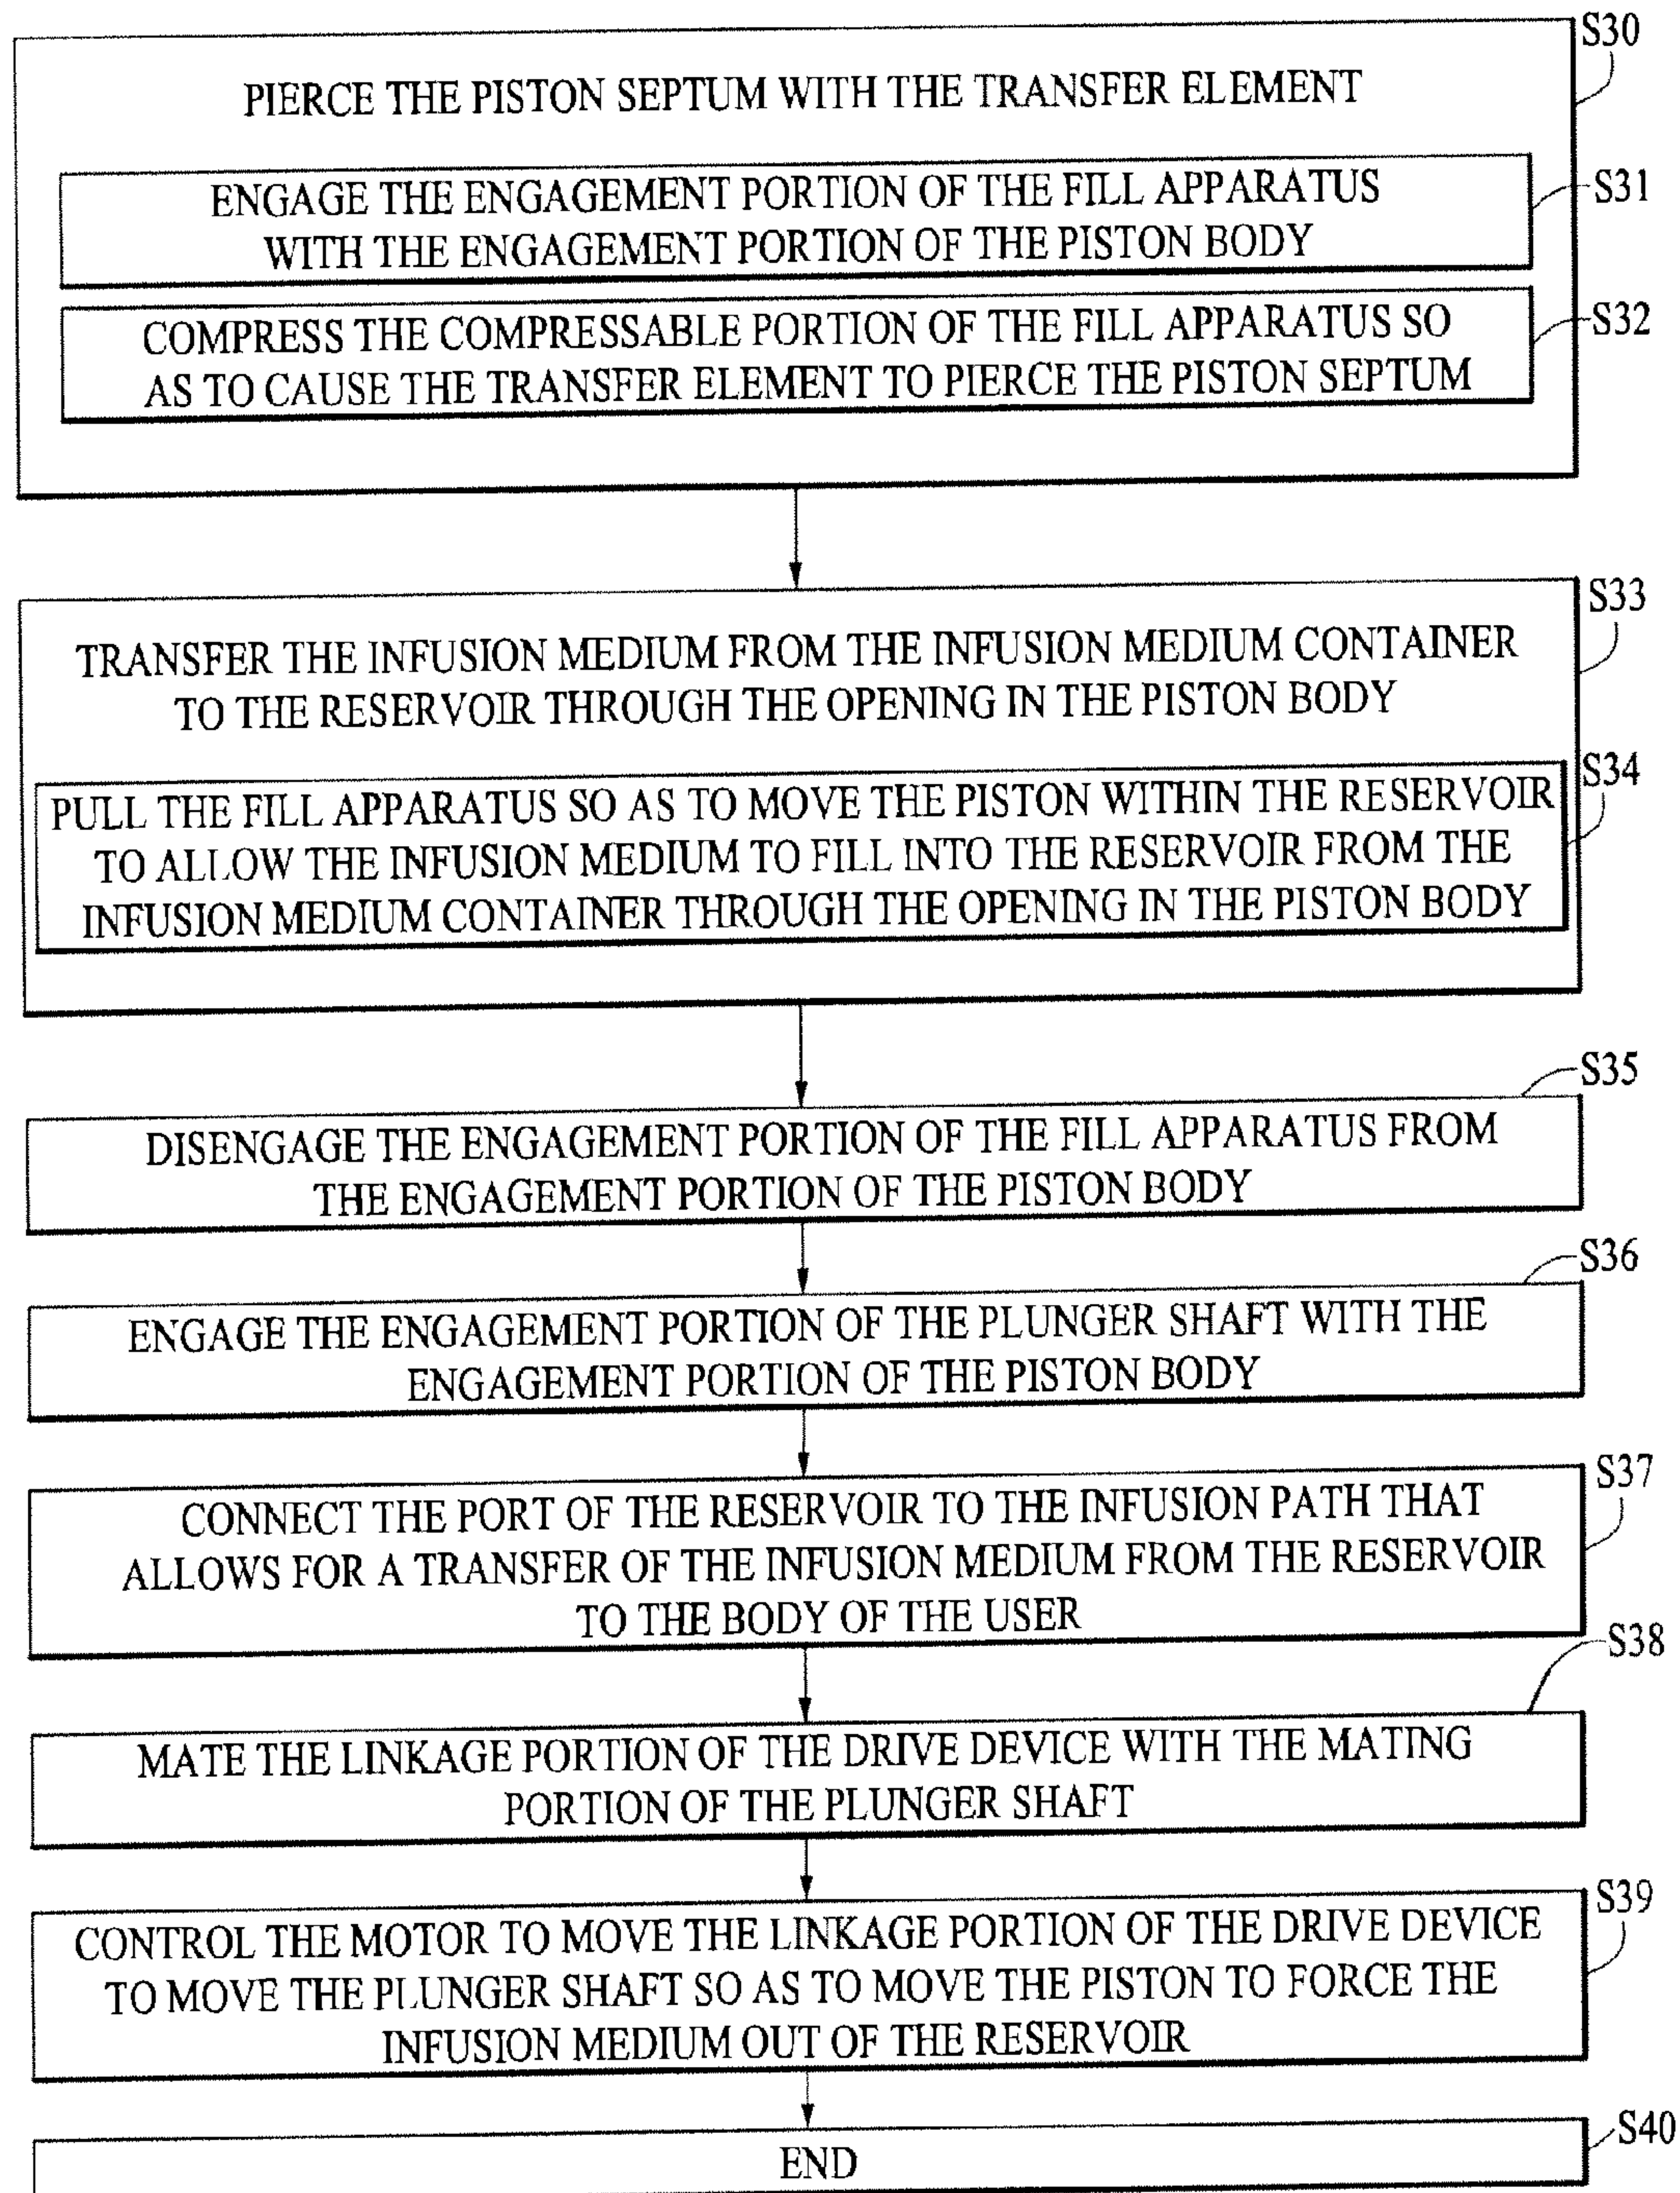 S30
PIERCE THE PISTON SEPTUM WITH THE TRANSFER ELEMENT
ENGAGE THE ENGAGEMENT PORTION OF THE FILL APPARATUS
WITH THE ENGAGEMENT PORTION OF THE PISTON BODY
S31
COMPRESS THE COMPRESSABLE PORTION OF THE FILL APPARATUS SO
AS TO CAUSE THE TRANSFER ELEMENT TO PIERCE THE PISTON SEPTUM
S32
S33
TRANSFER THE INFUSION MEDIUM FROM THE INFUSION MEDIUM CONTAINER
TO THE RESERVOIR THROUGH THE OPENING IN THE PISTON BODY
S34
PULL THE FILL APPARATUS SO AS TO MOVE THE PISTON WITHIN THE RESERVOIR
TO ALLOW THE INFUSION MEDIUM TO FILL INTO THE RESERVOIR FROM THE
INFUSION MEDIUM CONTAINER THROUGH THE OPENING IN THE PISTON BODY
S35
DISENGAGE THE ENGAGEMENT PORTION OF THE FILL APPARATUS FROM
THE ENGAGEMENT PORTION OF THE PISTON BODY
S36
ENGAGE THE ENGAGEMENT PORTION OF THE PLUNGER SHAFT WITH THE
ENGAGEMENT PORTION OF THE PISTON BODY
S37
CONNECT THE PORT OF THE RESERVOIR TO THE INFUSION PATH THAT
ALLOWS FOR A TRANSFER OF THE INFUSION MEDIUM FROM THE RESERVOIR
TO THE BODY OF THE USER
S38
MATE THE LINKAGE PORTION OF THE DRIVE DEVICE WITH THE MATING
PORTION OF THE PLUNGER SHAFT
S39
CONTROL THE MOTOR TO MOVE THE LINKAGE PORTION OF THE DRIVE DEVICE
TO MOVE THE PLUNGER SHAFT SO AS TO MOVE THE PISTON TO FORCE THE
INFUSION MEDIUM OUT OF THE RESERVOIR
S40
END